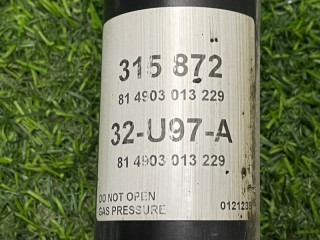 315 872
81 4903 013 229
32-U97-A
81 4903 013 229
DO NOT OPEN
GAS PRESSURE